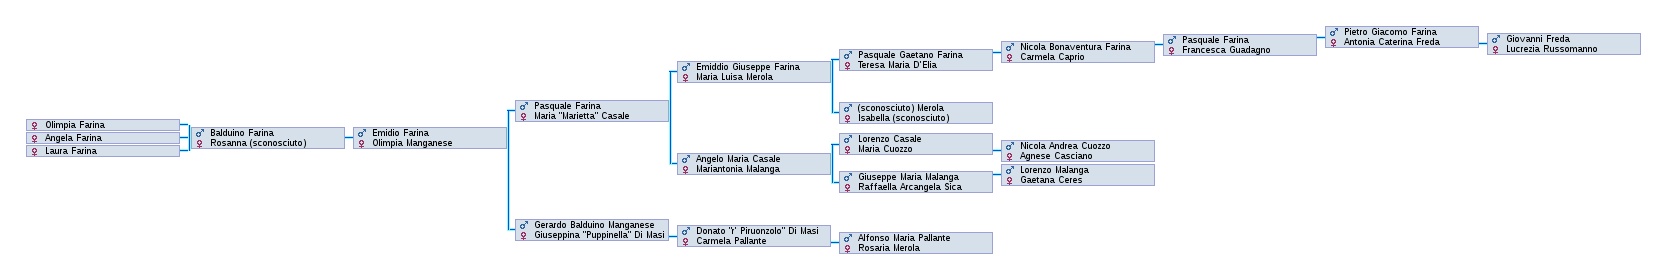 Olimpia Farina
Angela Farina
Laura Farina
Balduino Farina
Rosanna (sconosciuto)
Emidio Farina
Olimpia Manganese
Pasquale Farina
Maria "Marietta" Casale
Gerardo Balduino Manganese
Giuseppina "Puppinella" Di Masi
Emiddio Giuseppe Farina
Maria Luisa Merola
Angelo Maria Casale
Mariantonia Malanga
Donato "r' Piruonzolo" Di Masi
Carmela Pallante
Pasquale Gaetano Farina
Teresa Maria D'Elia
(sconosciuto) Merola
Isabella (sconosciuto)
Lorenzo Casale
Maria Cuozzo
Giuseppe Maria Malanga
Raffaella Arcangela Sica
Alfonso Maria Pallante
Rosaria Merola
Nicola Bonaventura Farina
Carmela Caprio
Nicola Andrea Cuozzo
Agnese Casciano
Lorenzo Malanga
Gaetana Ceres
Pasquale Farina
Francesca Guadagno
Pietro Giacomo Farina
Antonia Caterina Freda
Giovanni Freda
Lucrezia Russomanno